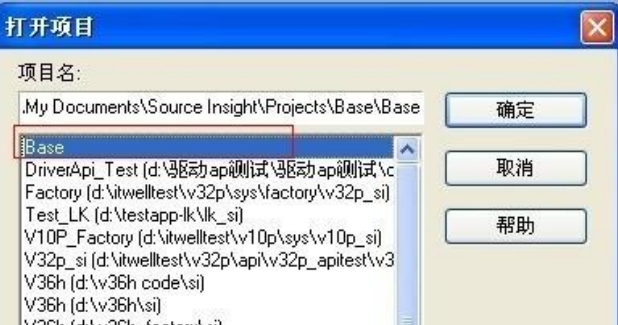 打开项目
项目名:
.My Documents\Source Insight\Projects\Base\Base
确定
Base
DriverApi_Test (d:\驱动api测试\驱动api测试\c
取消
Factory (d:\itwelltest\v32p\sys\factory\v32p_si)
Test_LK (d:\testapp-lk\lk_si)
帮助
V10P_Factory (d:\itwelltest\v10p\sys\v10p_si)
V32p_si (d:\itwelltest\v32p\api\v32p_apitest\v3
V36h (d:\v36h code\si)
V36h (d:\v36h\si)